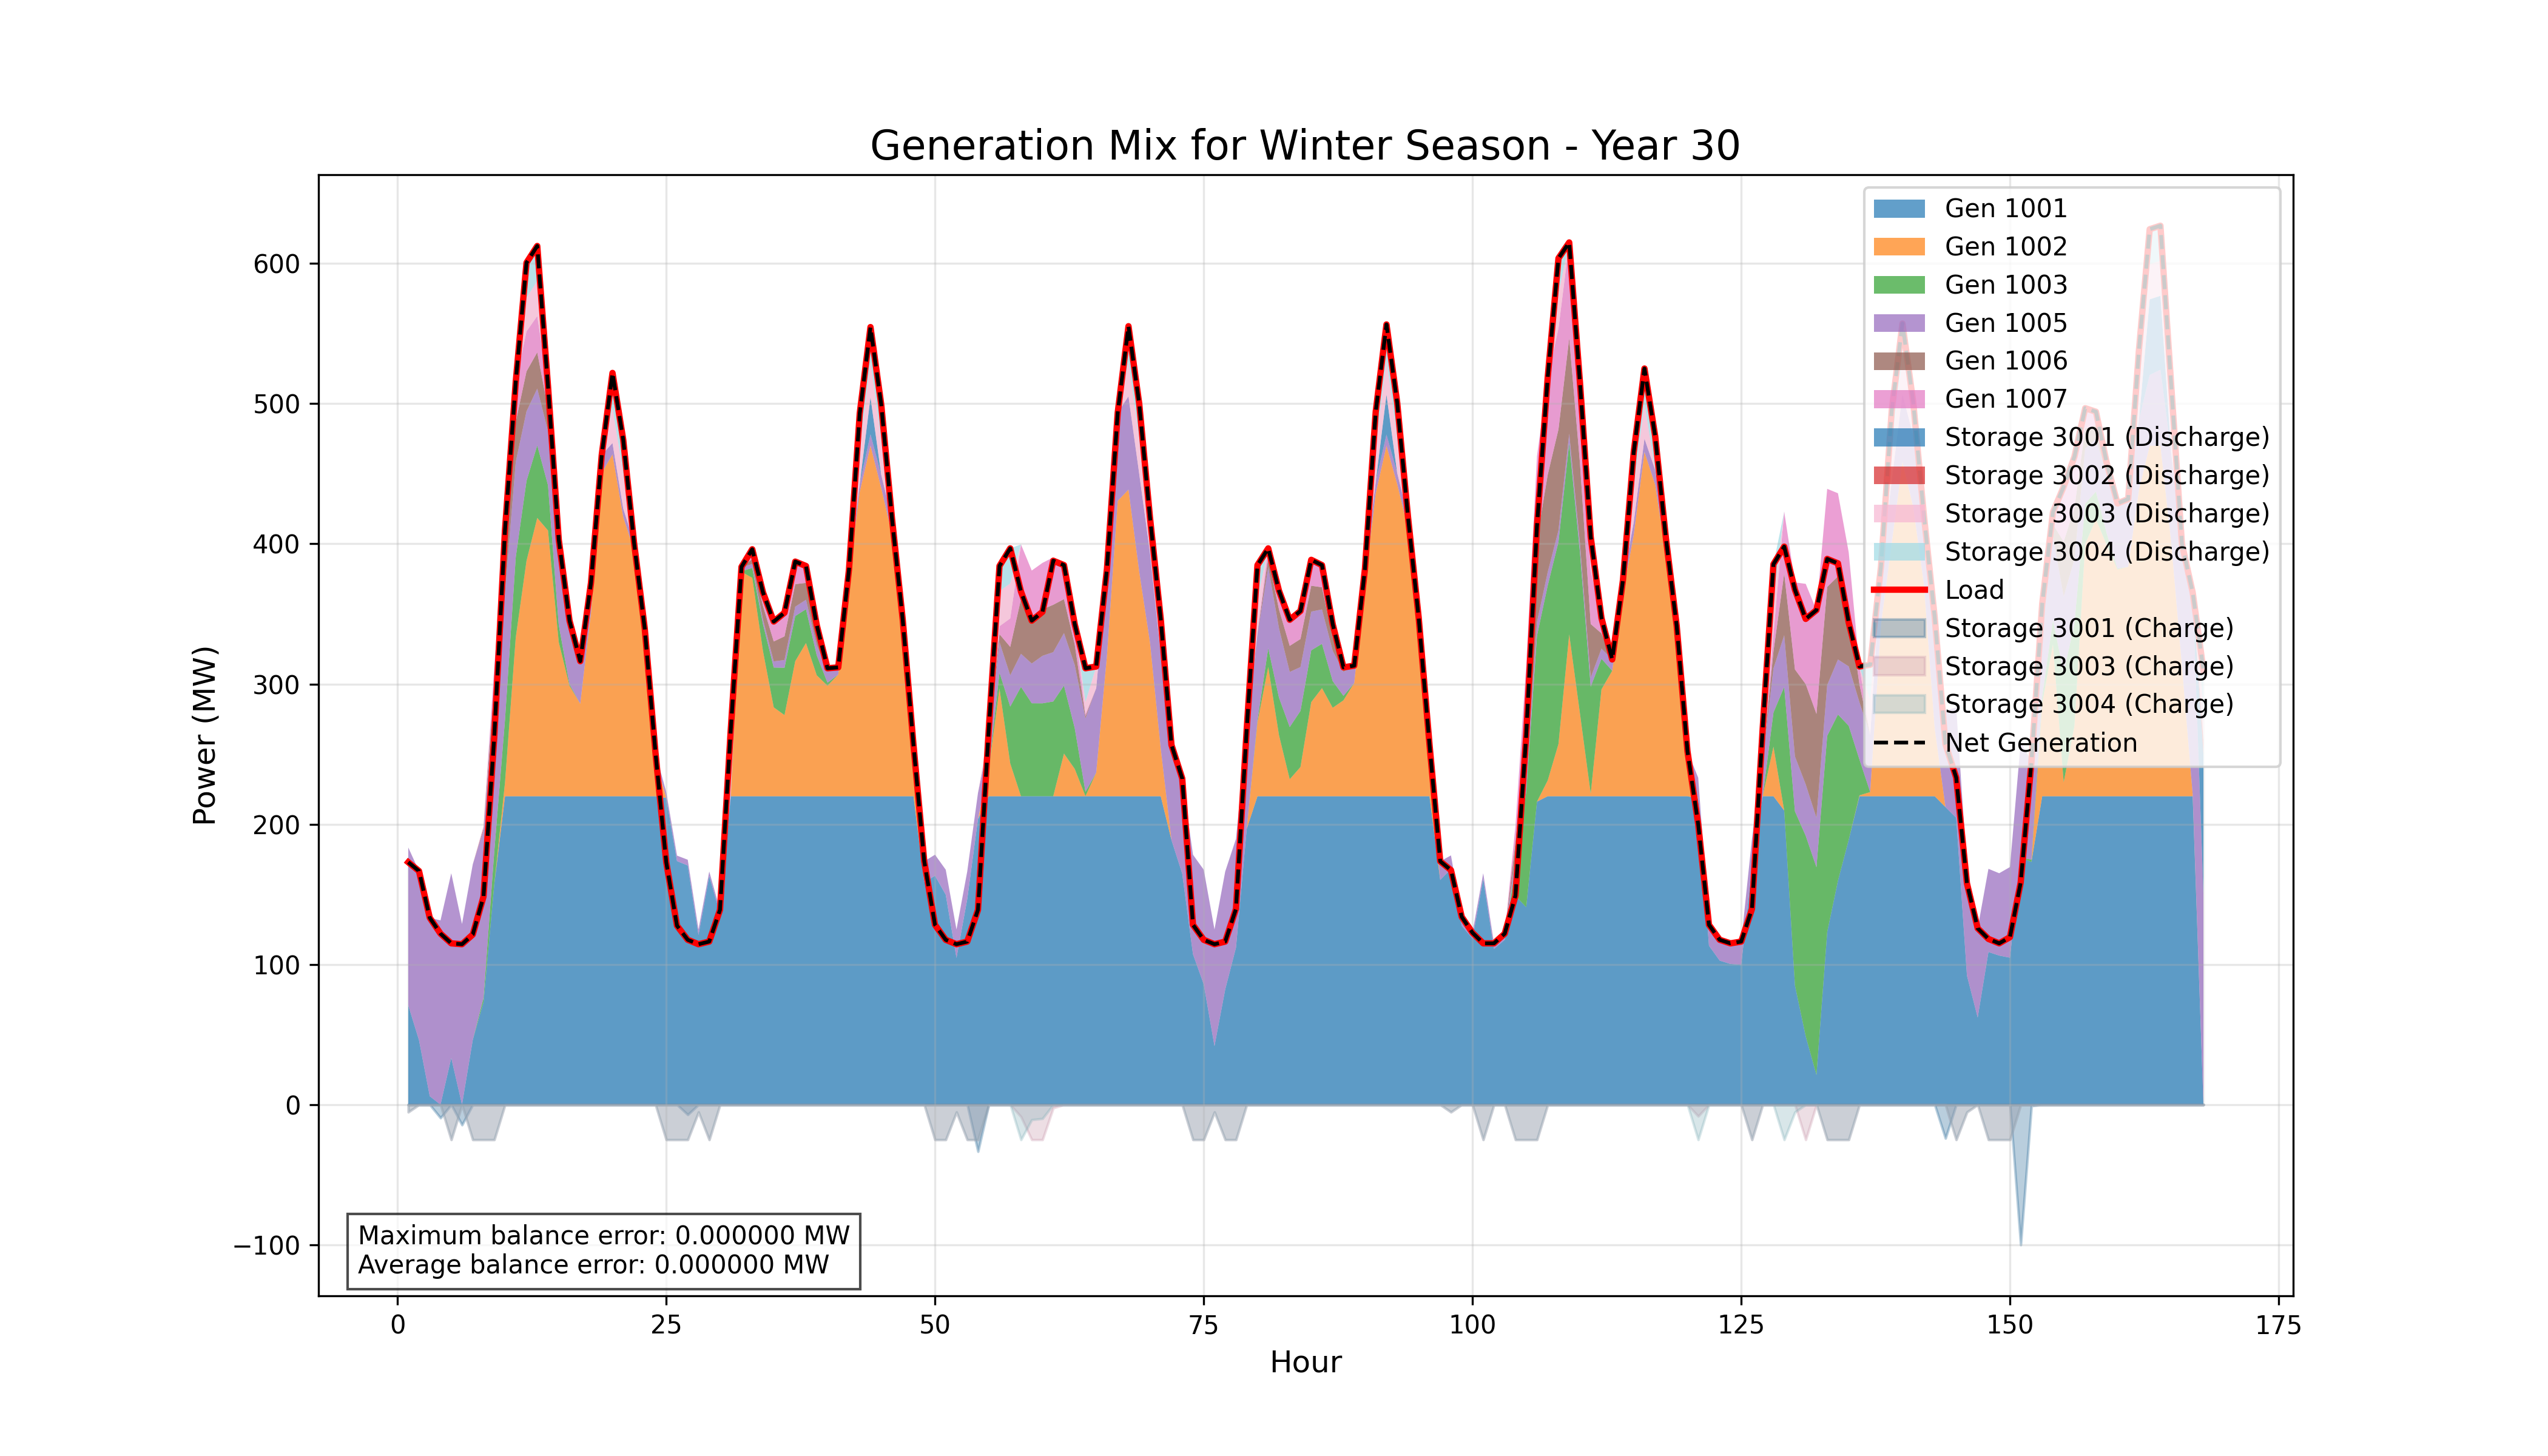 Generation Mix for Winter Season - Year 30
Power (MW)
600
500
400
300
200
100
0
−100
Gen 1001
Gen 1002
Gen 1003
Gen 1005
Gen 1006
Gen 1007
Storage 3001 (Discharge)
Storage 3002 (Discharge)
Storage 3003 (Discharge)
Storage 3004 (Discharge)
Load
Storage 3001 (Charge)
Storage 3003 (Charge)
Storage 3004 (Charge)
Net Generation
Maximum balance error: 0.000000 MW
Average balance error: 0.000000 MW
0 25 50 75 100 125 150 175
Hour